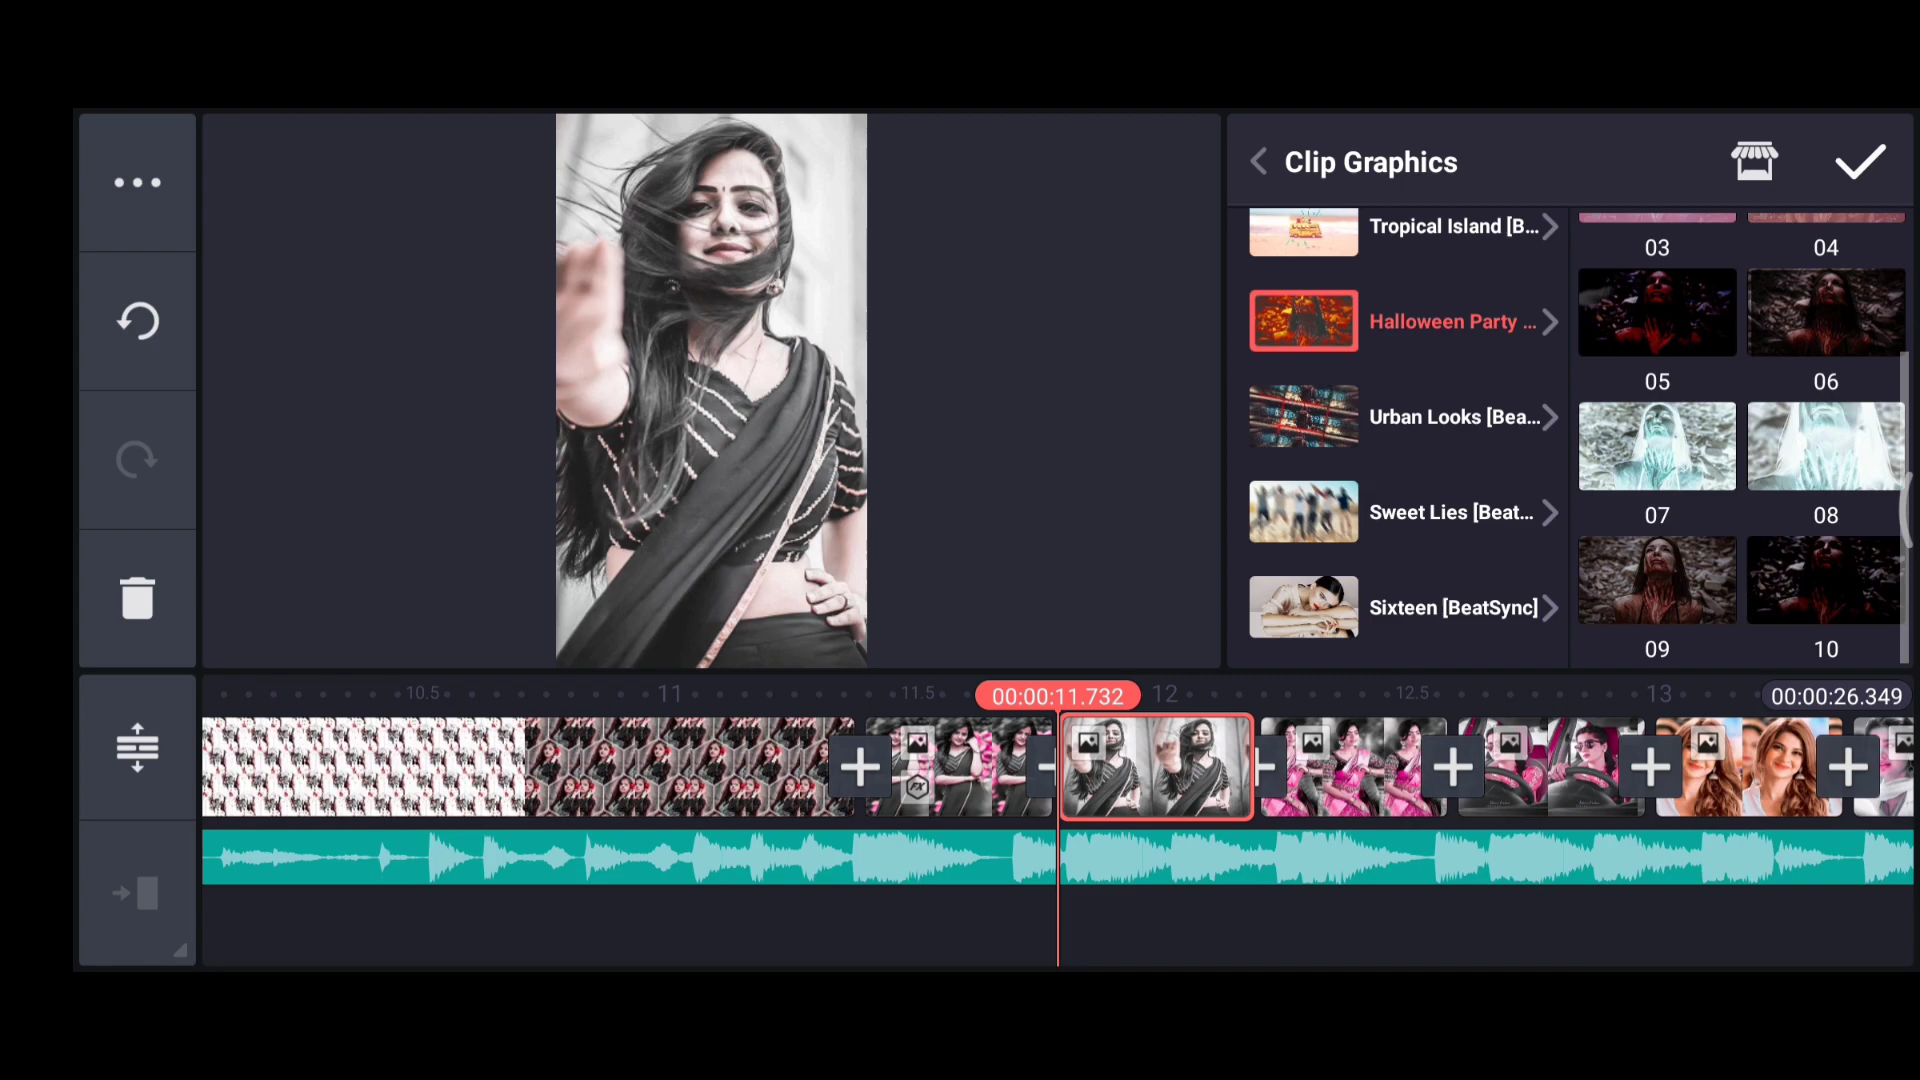 Clip Graphics
Tropical Island [B...
Halloween Party ...
Urban Looks [Bea...
Sweet Lies [Beat...
Sixteen [BeatSync]
03
04
05
06
07
08
09
10
10.5
11
11.5
00:00:11.732
12
12.5
13
00:00:26.349
FX